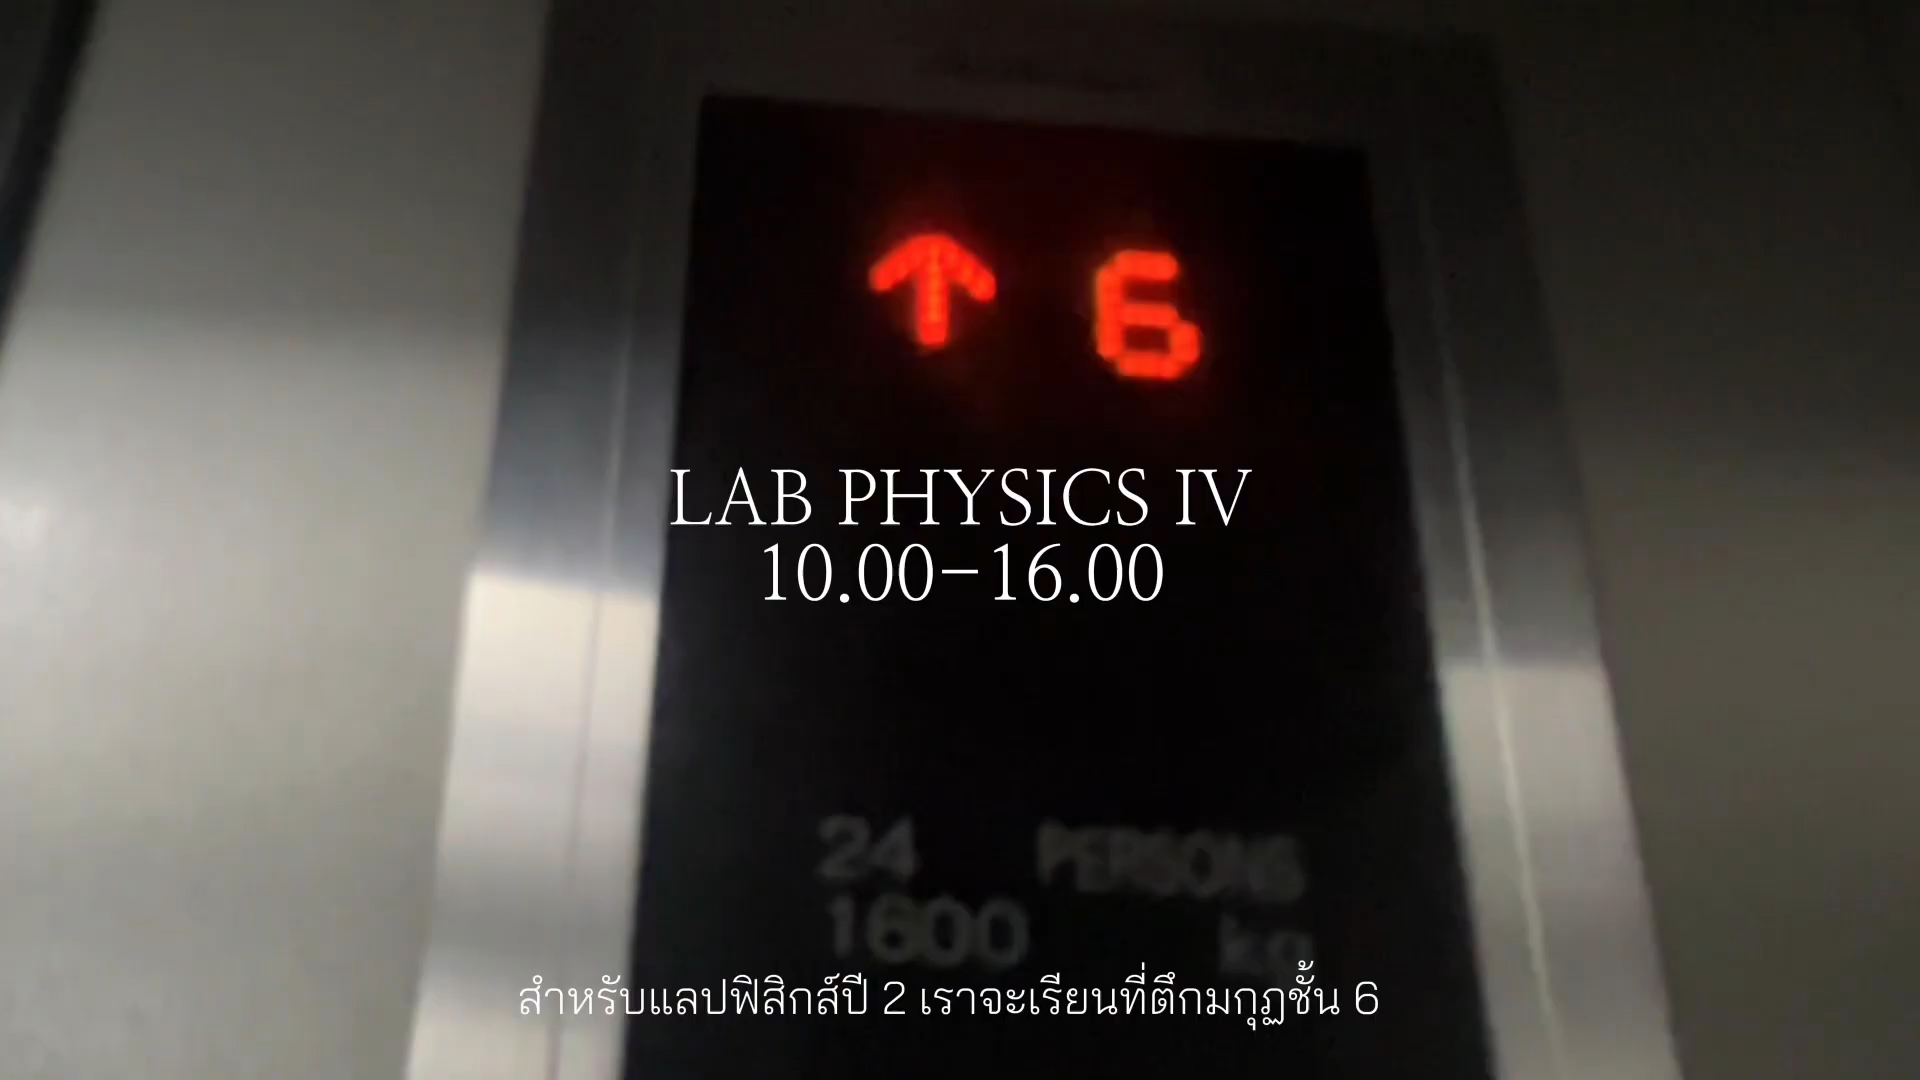 ↑ 6
LAB PHYSICS IV
10.00-16.00
24 PERSONS
1600 kg
สำหรับแลปฟิสิกส์ปี 2 เราจะเรียนที่ตึกมกุฏชั้น 6